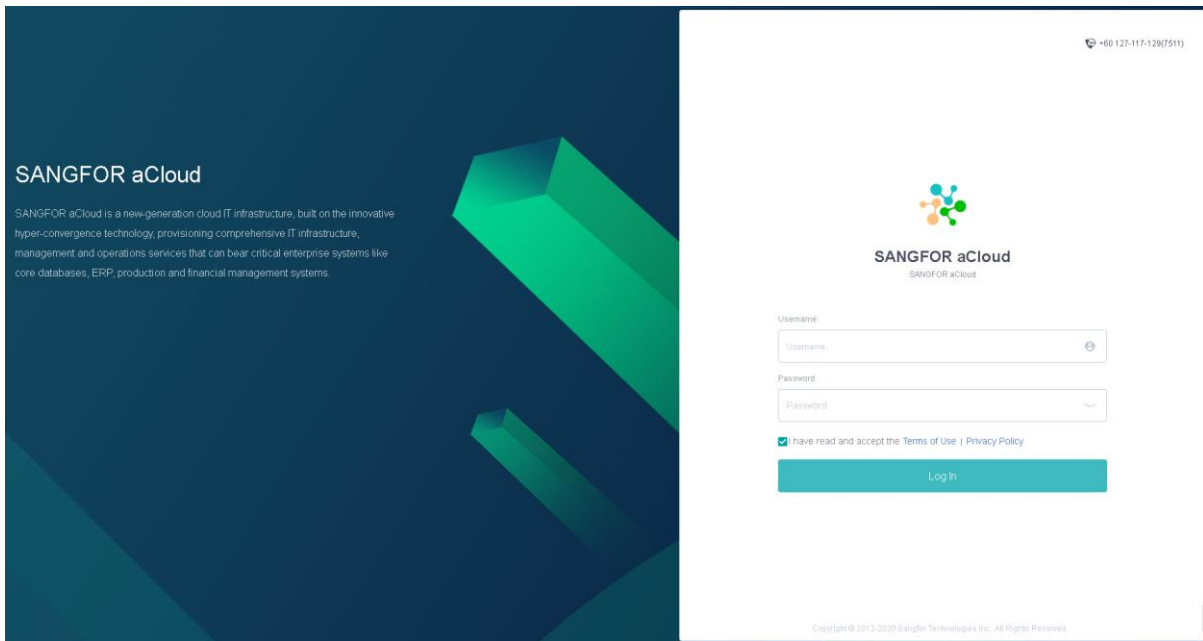 +60 127-117-129(7511)
SANGFOR aCloud
SANGFOR aCloud is a new-generation cloud IT infrastructure, built on the innovative
hyper-convergence technology, provisioning comprehensive IT infrastructure,
management and operations services that can bear critical enterprise systems like
core databases, ERP, production and financial management systems.
SANGFOR aCloud
SANGFOR aCloud
Username
Username
Password
Password
I have read and accept the Terms of Use | Privacy Policy
Log In
Copyright © 2012-2020 Sangfor Technologies Inc. All Rights Reserved